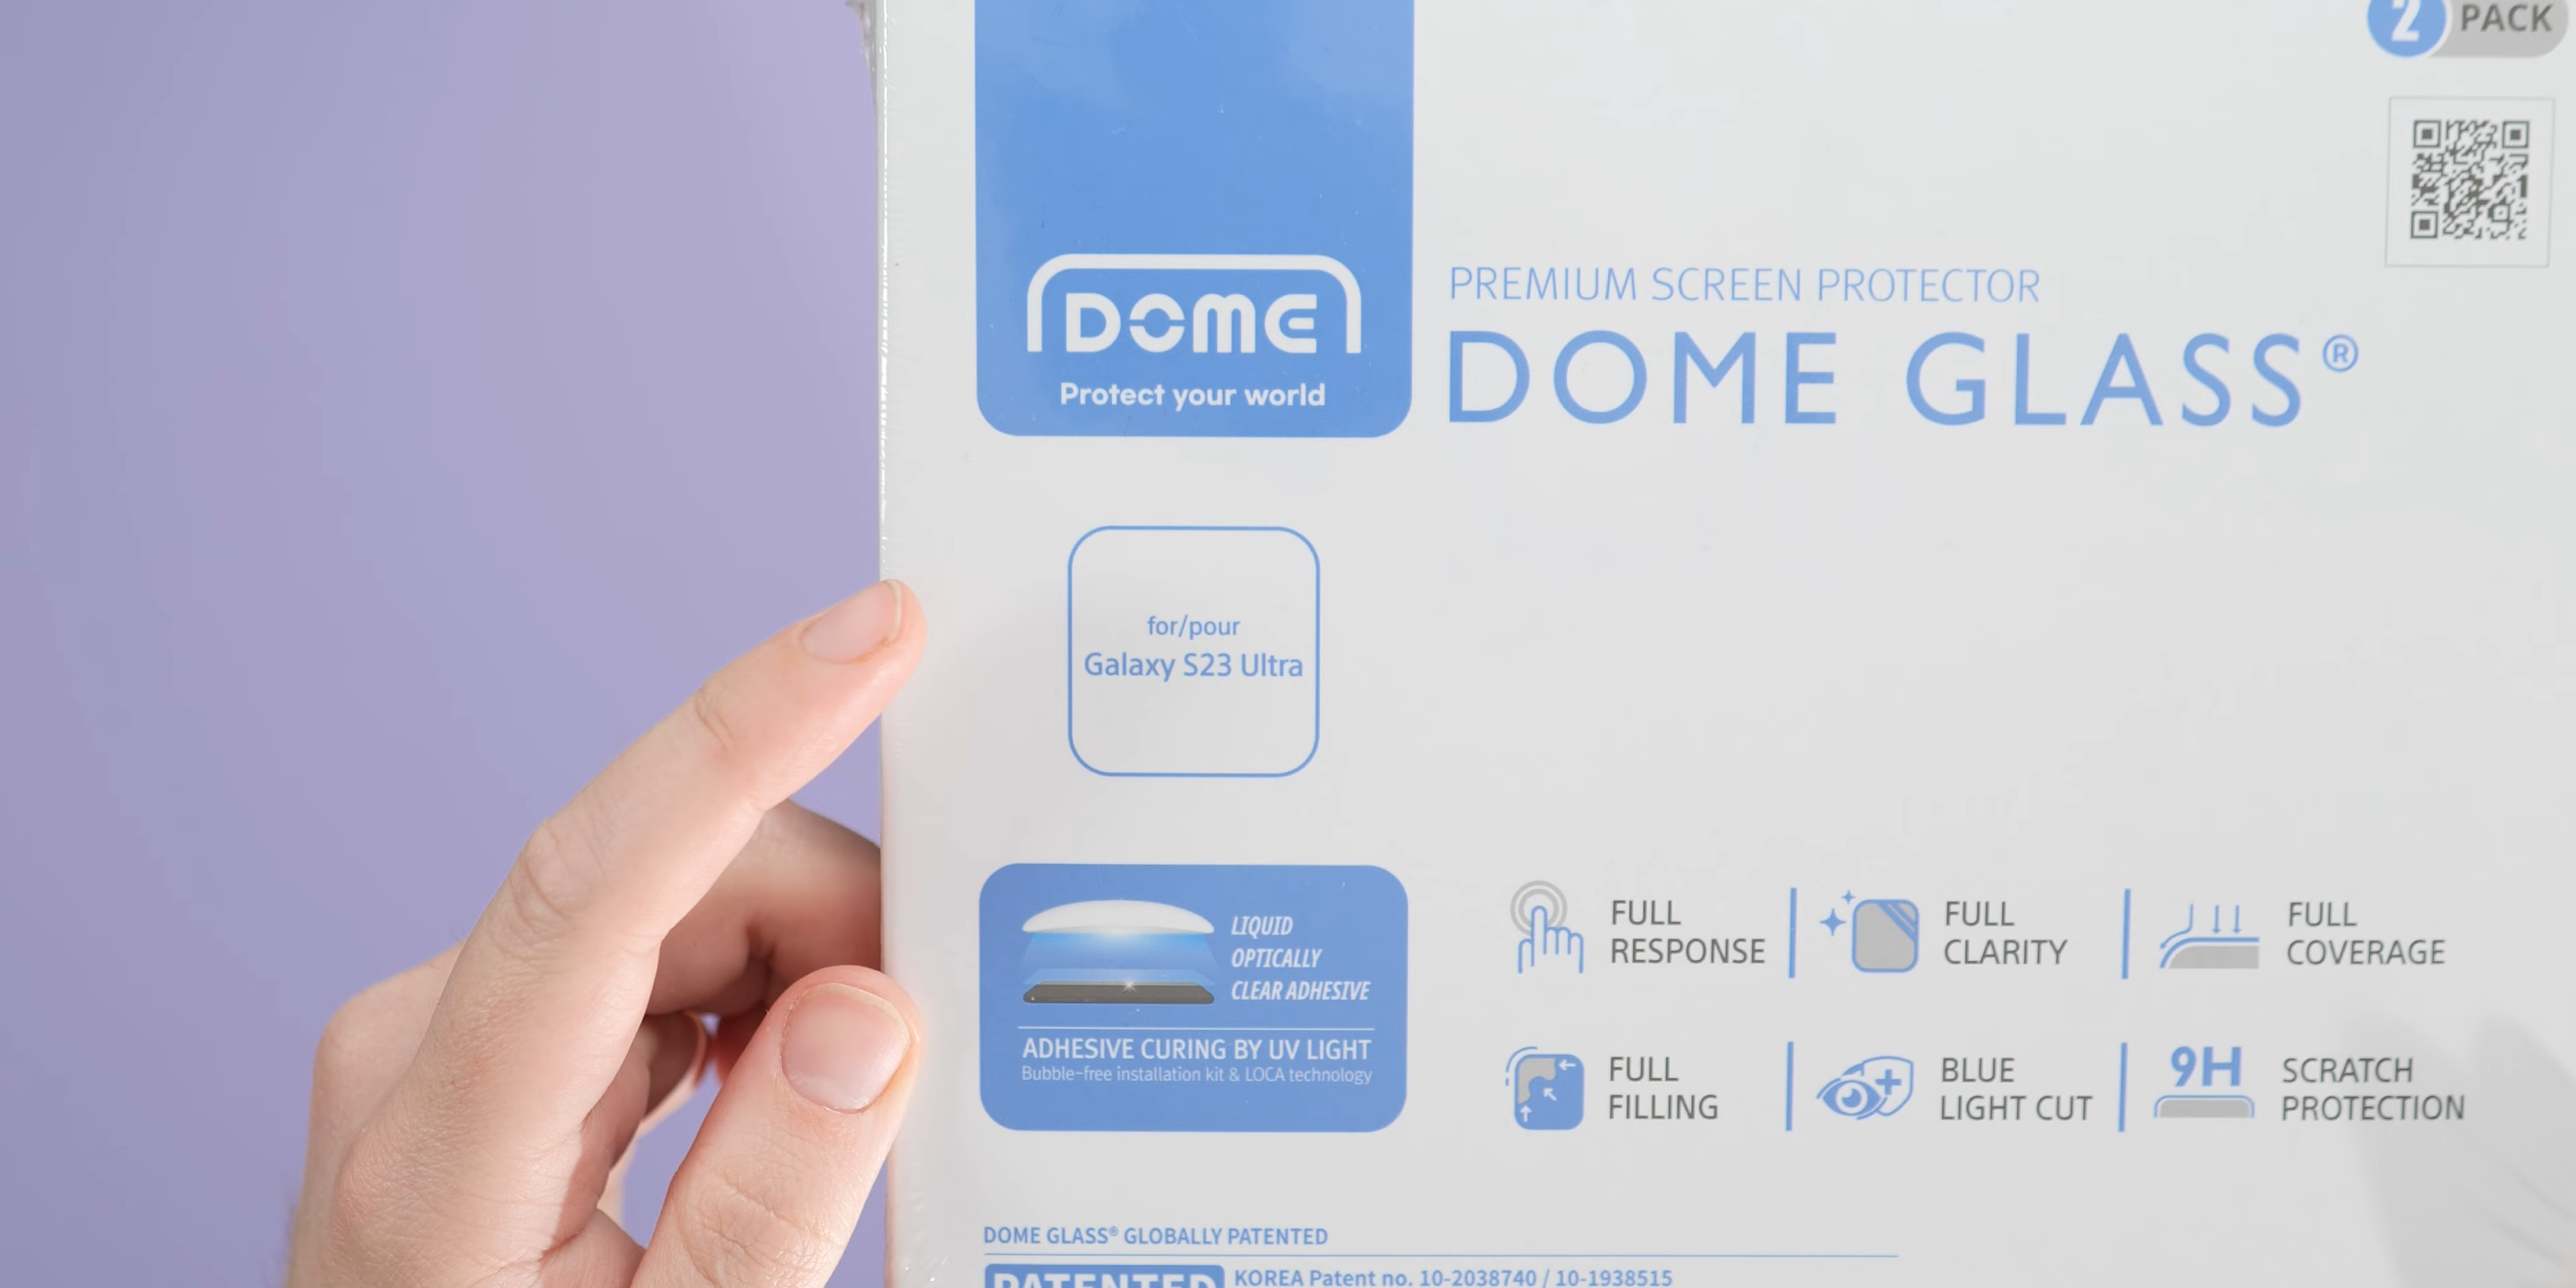 2 PACK
DOME
Protect your world
PREMIUM SCREEN PROTECTOR
DOME GLASS®
for/pour
Galaxy S23 Ultra
LIQUID
OPTICALLY
CLEAR ADHESIVE
ADHESIVE CURING BY UV LIGHT
Bubble-free installation kit & LOCA technology
FULL
RESPONSE
FULL
CLARITY
FULL
COVERAGE
FULL
FILLING
BLUE
LIGHT CUT
9H
SCRATCH
PROTECTION
DOME GLASS® GLOBALLY PATENTED
PATENTED
KOREA Patent no. 10-2038740 / 10-1938515